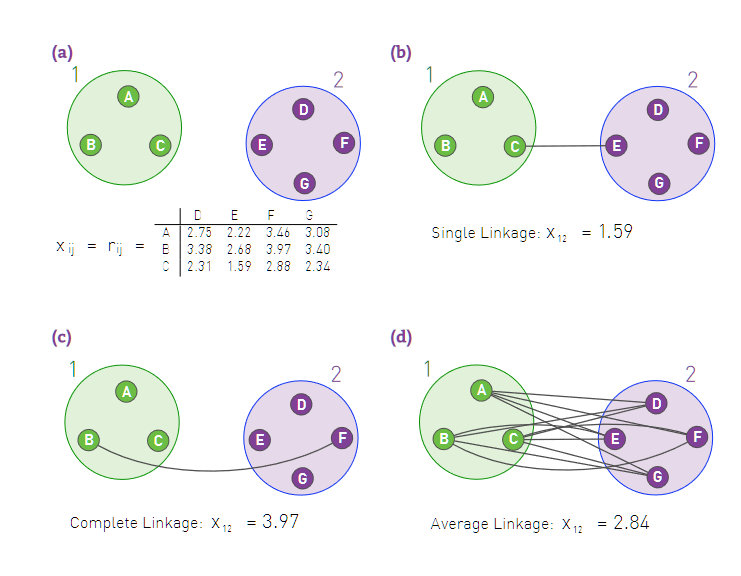 (a)
1
2
A
B
C
D
E
F
G
D E F G
A 2.75 2.22 3.46 3.08
x ij = r ij = B 3.38 2.68 3.97 3.40
C 2.31 1.59 2.88 2.34
(b)
1
2
A
B
C
D
E
F
G
Single Linkage: X 12 = 1.59
(c)
1
2
A
B
C
D
E
F
G
Complete Linkage: X 12 = 3.97
(d)
1
2
A
B
C
D
E
F
G
Average Linkage: X 12 = 2.84